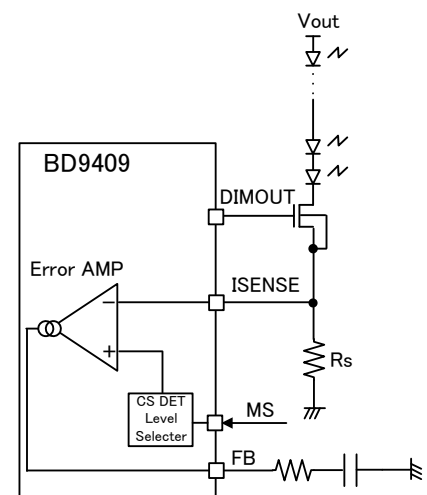 Vout
BD9409
DIMOUT
Error AMP
ISENSE
Rs
CS DET
Level
Selecter
MS
FB